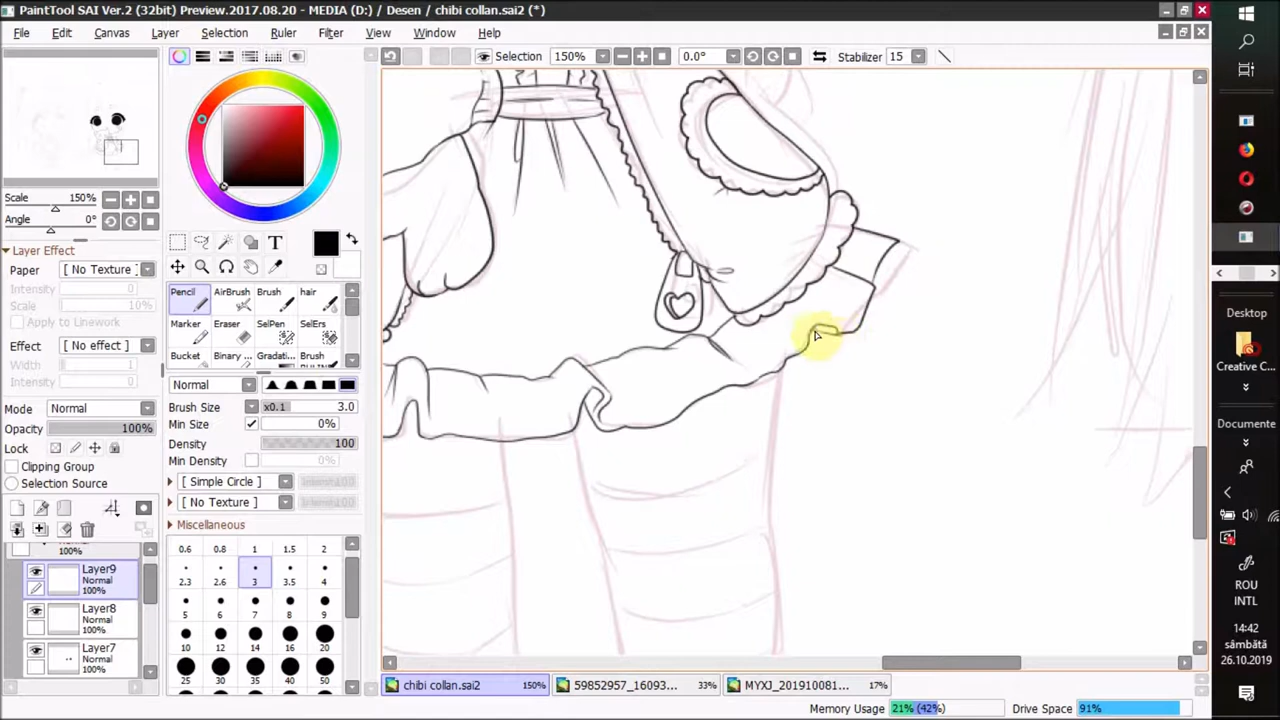 PaintTool SAI Ver.2 (32bit) Preview.2017.08.20 - MEDIA (D:) / Desen / chibi collan.sai2 (*)
File Edit Canvas Layer Selection Ruler Filter View Window Help
Selection 150% 0.0° Stabilizer 15
Scale 150%
Angle 0°
Layer Effect
Paper [ No Texture ]
Intensity 0
Scale 10%
Apply to Linework
Effect [ No effect ]
Width 1
Intensity 0
Mode Normal
Opacity 100%
Lock
Clipping Group
Selection Source
100%
Layer9
Normal
100%
Layer8
Normal
100%
Layer7
Normal
100%
T
Pencil AirBrush Brush hair
Marker Eraser SelPen SelErs
Bucket Binary ... Gradati... Brush
Normal
Brush Size x0.1 3.0
Min Size 0%
Density 100
Min Density 0%
[ Simple Circle ]
[ No Texture ]
Miscellaneous
0.6 0.8 1 1.5 2
2.3 2.6 3 3.5 4
5 6 7 8 9
10 12 14 16 20
25 30 35 40 50
chibi collan.sai2 150% 59852957_16093... 33% MYXJ_201910081... 17%
Memory Usage 21% (42%) Drive Space 91%
Desktop
Creative C...
Documente
ROU
INTL
14:42
sâmbătă
26.10.2019